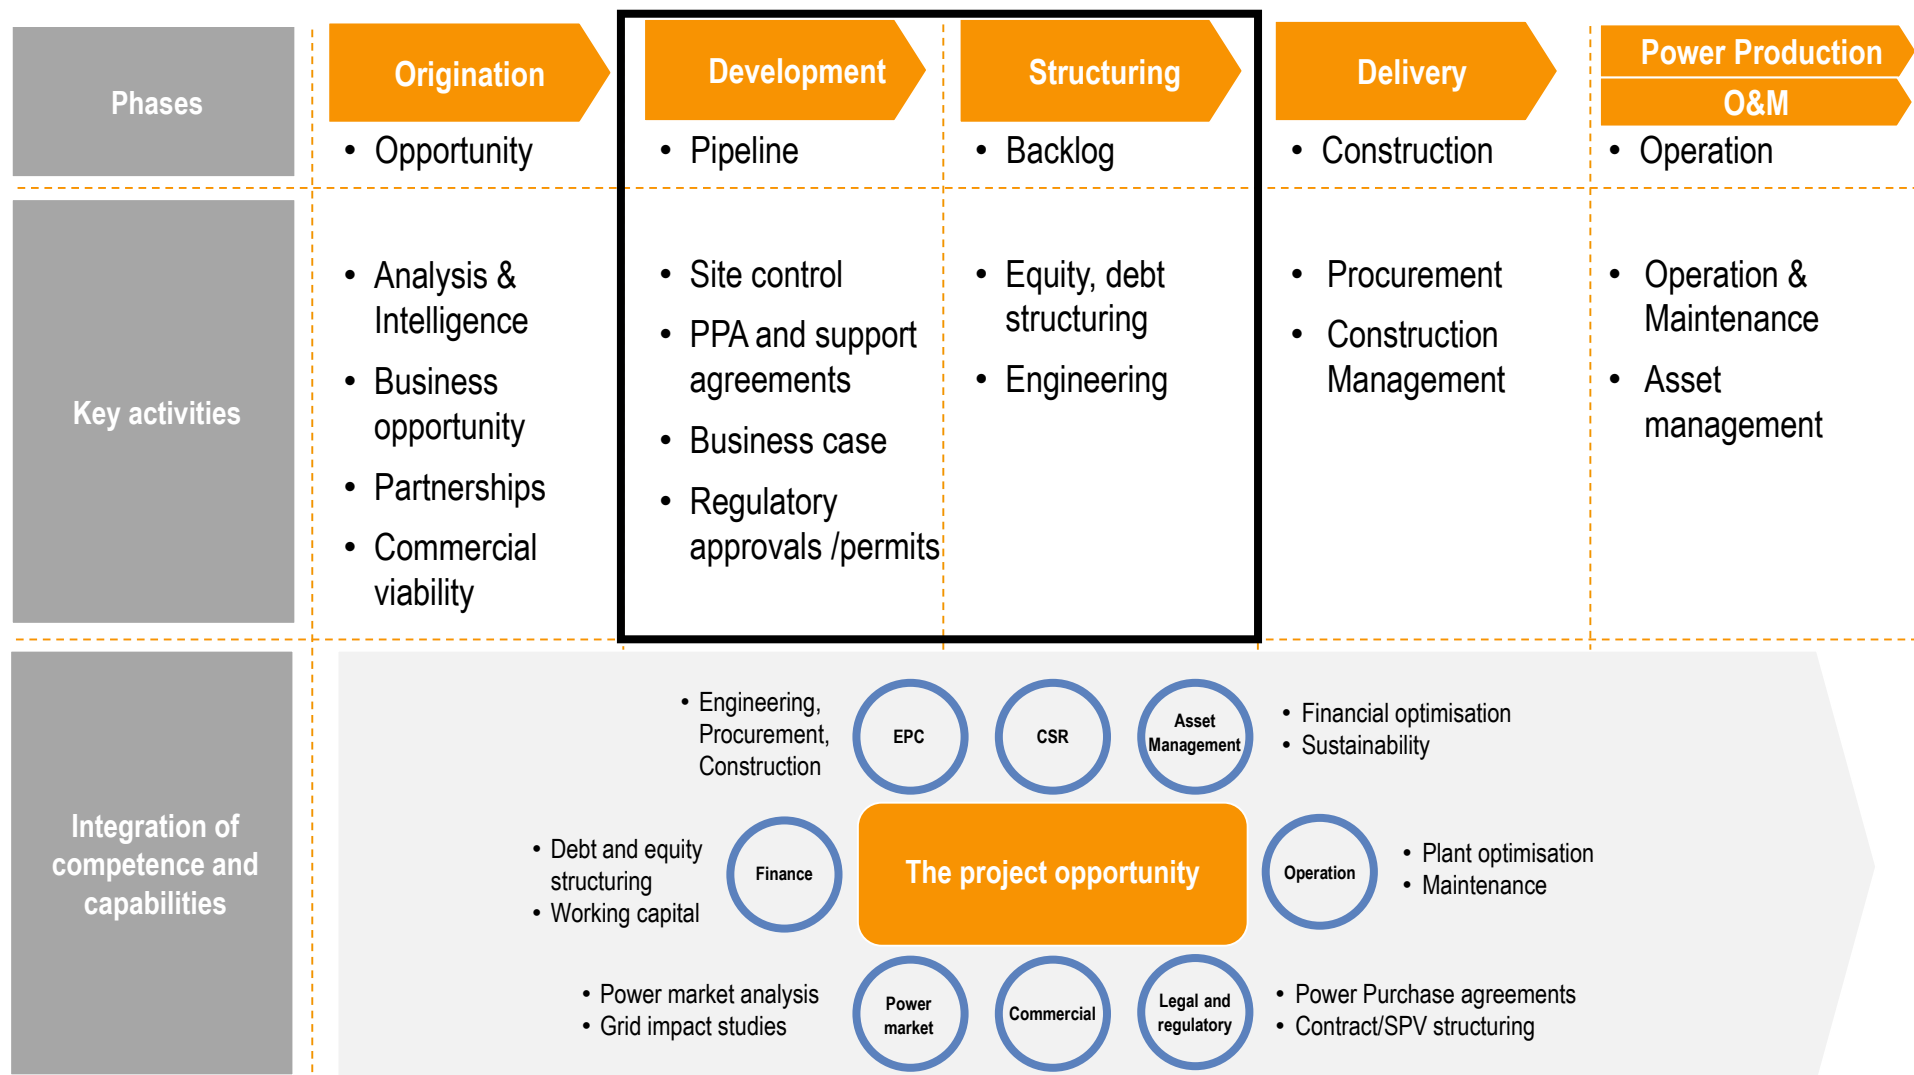 Phases
Origination
Development
Structuring
Delivery
Power Production
O&M
• Opportunity
• Pipeline
• Backlog
• Construction
• Operation
Key activities
• Analysis &
Intelligence
• Business
opportunity
• Partnerships
• Commercial
viability
• Site control
• PPA and support
agreements
• Business case
• Regulatory
approvals /permits
• Equity, debt
structuring
• Engineering
• Procurement
• Construction
Management
• Operation &
Maintenance
• Asset
management
Integration of
competence and
capabilities
• Engineering,
Procurement,
Construction
EPC
CSR
Asset
Management
• Financial optimisation
• Sustainability
• Debt and equity
structuring
• Working capital
Finance
The project opportunity
Operation
• Plant optimisation
• Maintenance
• Power market analysis
• Grid impact studies
Power
market
Commercial
Legal and
regulatory
• Power Purchase agreements
• Contract/SPV structuring